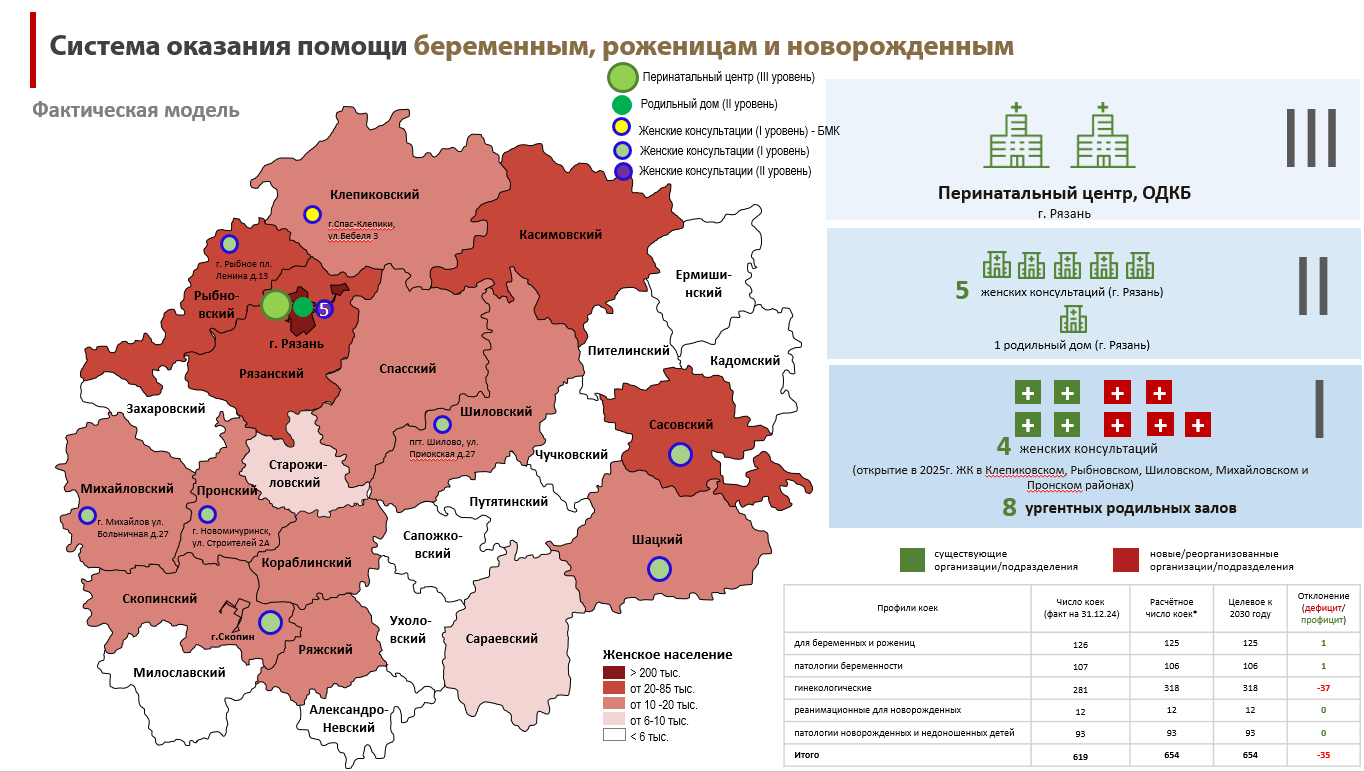 Система оказания помощи беременным, роженицам и новорожденным
Фактическая модель
Перинатальный центр (III уровень)
Родильный дом (II уровень)
Женские консультации (I уровень) - БМК
Женские консультации (I уровень)
Женские консультации (II уровень)
Клепиковский
г.Спас-Клепики,
ул.Бебеля 3
Касимовский
г. Рыбное пл.
Ленина д.13
Рыбно-
вский
5
г. Рязань
Рязанский
Ермиши-
нский
Пителинский
Кадомский
Спасский
Захаровский
Шиловский
пгт. Шилово, ул.
Приокская д.27
Сасовский
Чучковский
Старожи-
ловский
Михайловский
г. Михайлов ул.
Больничная д.27
Пронский
г. Новомичуринск,
ул. Строителей 2А
Путятинский
Сапожко-
вский
Шацкий
Кораблинский
Скопинский
г.Скопин
Ряжский
Ухоло-
вский
Сараевский
Милославский
Александро-
Невский
Женское население
> 200 тыс.
от 20-85 тыс.
от 10 -20 тыс.
от 6-10 тыс.
< 6 тыс.
III
Перинатальный центр, ОДКБ
г. Рязань
II
5 женских консультаций (г. Рязань)
1 родильный дом (г. Рязань)
I
4 женских консультаций
(открытие в 2025г. ЖК в Клепиковском, Рыбновском, Шиловском, Михайловском и
Пронском районах)
8 ургентных родильных залов
существующие
организации/подразделения
новые/реорганизованные
организации/подразделения
Профили коек Число коек (факт на 31.12.24) Расчётное число коек* Целевое к 2030 году Отклонение (дефицит/профицит)
для беременных и рожениц 126 125 125 1
патологии беременности 107 106 106 1
гинекологические 281 318 318 -37
реанимационные для новорожденных 12 12 12 0
патологии новорожденных и недоношенных детей 93 93 93 0
Итого 619 654 654 -35